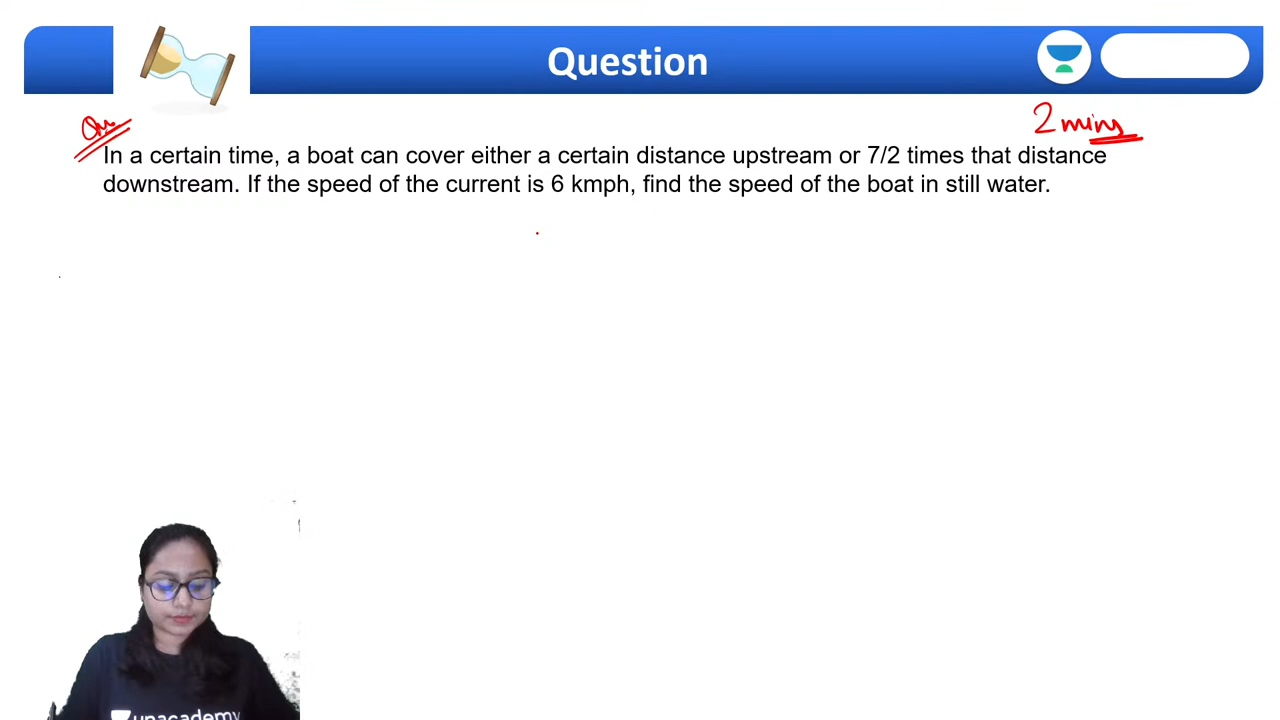 Question
2 mins
Qn.
In a certain time, a boat can cover either a certain distance upstream or 7/2 times that distance
downstream. If the speed of the current is 6 kmph, find the speed of the boat in still water.
unacademy